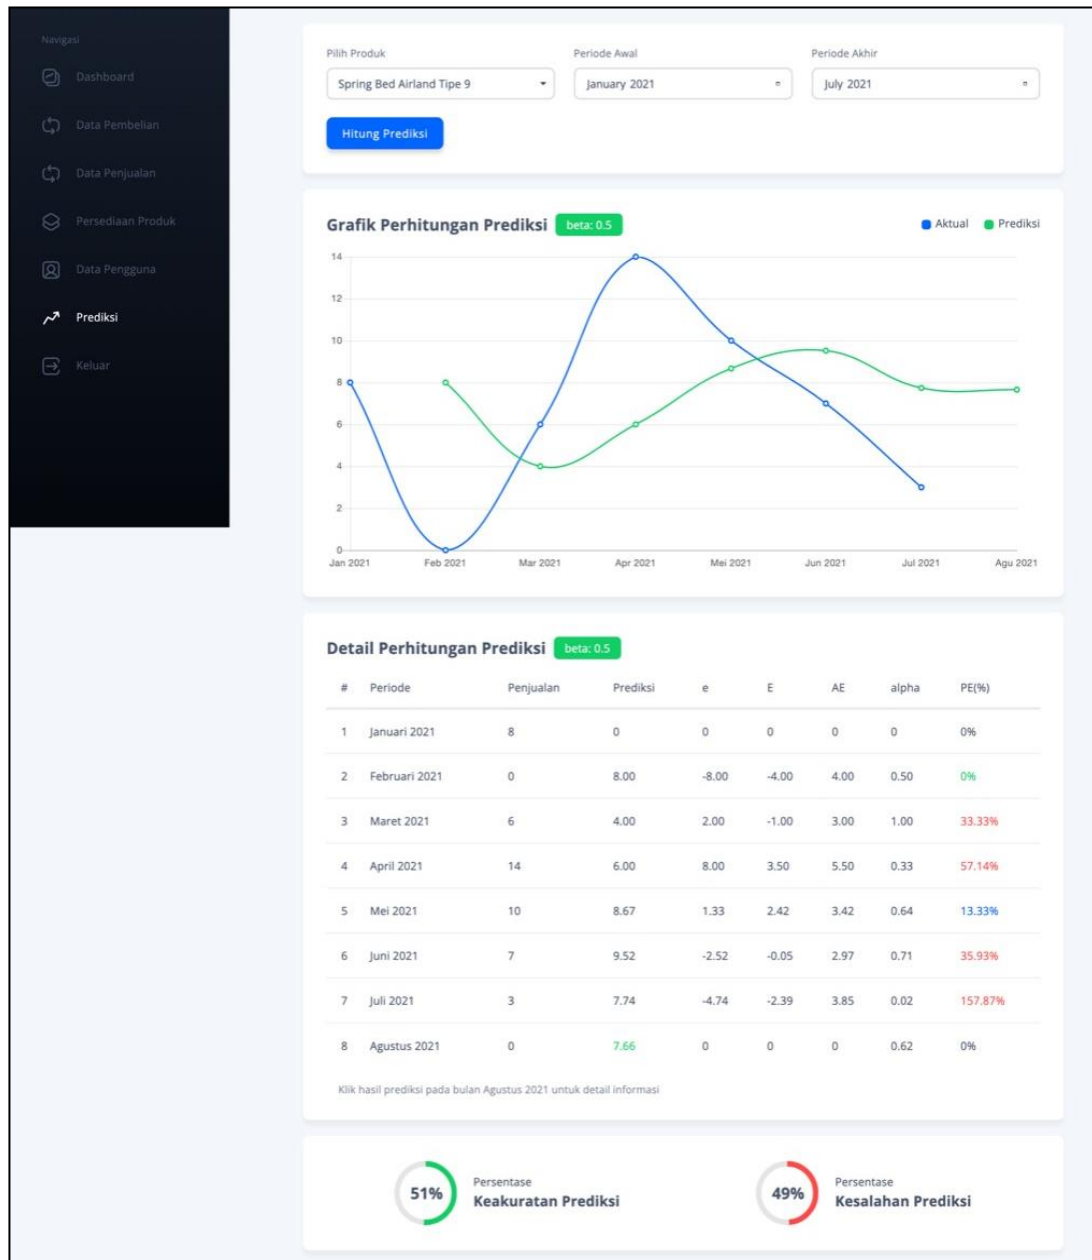 Navigasi
Dashboard
Data Pembelian
Data Penjualan
Persediaan Produk
Data Pengguna
Prediksi
Keluar
Pilih Produk Periode Awal Periode Akhir
Spring Bed Airland Tipe 9 January 2021 July 2021
Hitung Prediksi
Grafik Perhitungan Prediksi beta: 0.5 Aktual Prediksi
14
12
10
8
6
4
2
0
Jan 2021 Feb 2021 Mar 2021 Apr 2021 Mei 2021 Jun 2021 Jul 2021 Agu 2021
Detail Perhitungan Prediksi beta: 0.5
# Periode Penjualan Prediksi e E AE alpha PE(%)
1 Januari 2021 8 0 0 0 0 0 0%
2 Februari 2021 0 8.00 -8.00 -4.00 4.00 0.50 0%
3 Maret 2021 6 4.00 2.00 -1.00 3.00 1.00 33.33%
4 April 2021 14 6.00 8.00 3.50 5.50 0.33 57.14%
5 Mei 2021 10 8.67 1.33 2.42 3.42 0.64 13.33%
6 Juni 2021 7 9.52 -2.52 -0.05 2.97 0.71 35.93%
7 Juli 2021 3 7.74 -4.74 -2.39 3.85 0.02 157.87%
8 Agustus 2021 0 7.66 0 0 0 0.62 0%
Klik hasil prediksi pada bulan Agustus 2021 untuk detail informasi
51% Persentase
Keakuratan Prediksi
49% Persentase
Kesalahan Prediksi